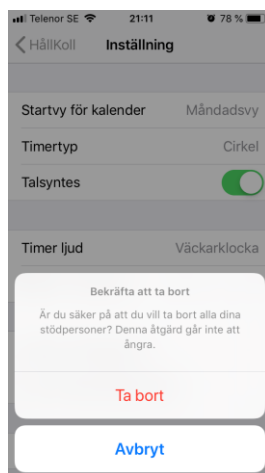 Telenor SE 21:11 78 %
HållKoll Inställning
Startvy för kalender Måndadsvy
Timertyp Cirkel
Talsyntes
Timer ljud Väckarklocka
Bekräfta att ta bort
Är du säker på att du vill ta bort alla dina
stödpersoner? Denna åtgärd går inte att
ångra.
Ta bort
Avbryt